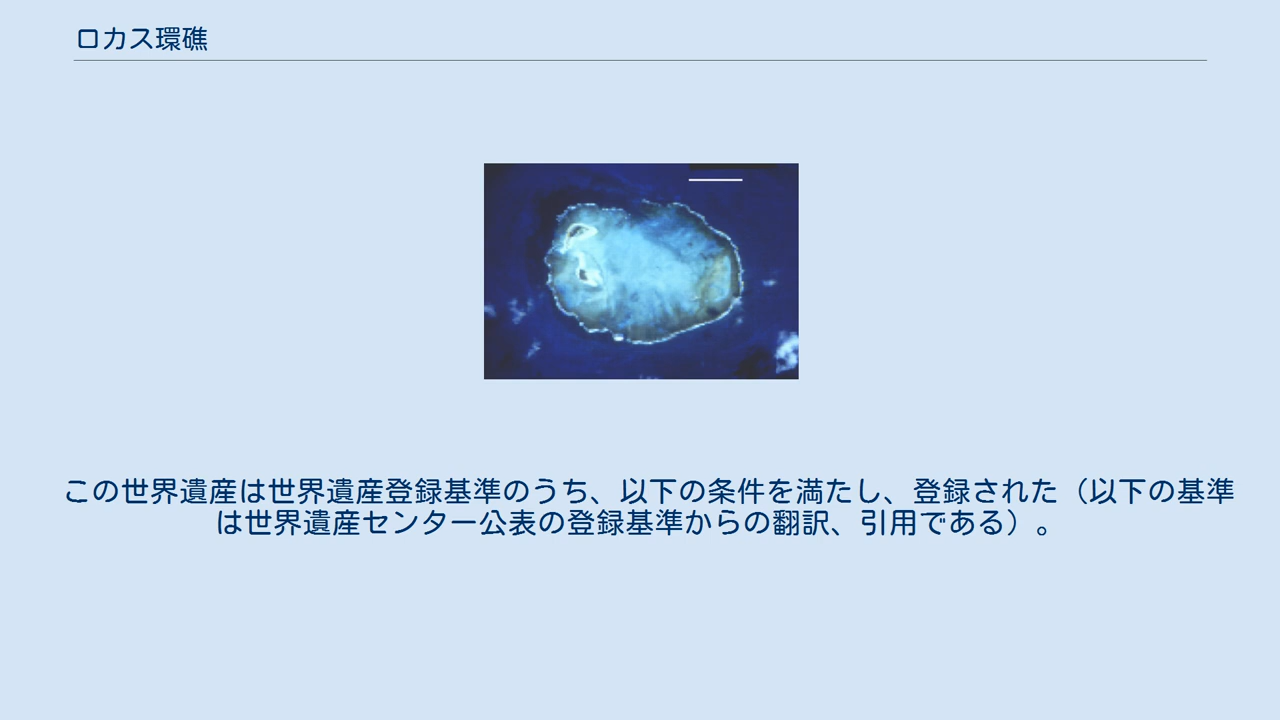 ロカス環礁
この世界遺産は世界遺産登録基準のうち、以下の条件を満たし、登録された（以下の基準
は世界遺産センター公表の登録基準からの翻訳、引用である）。